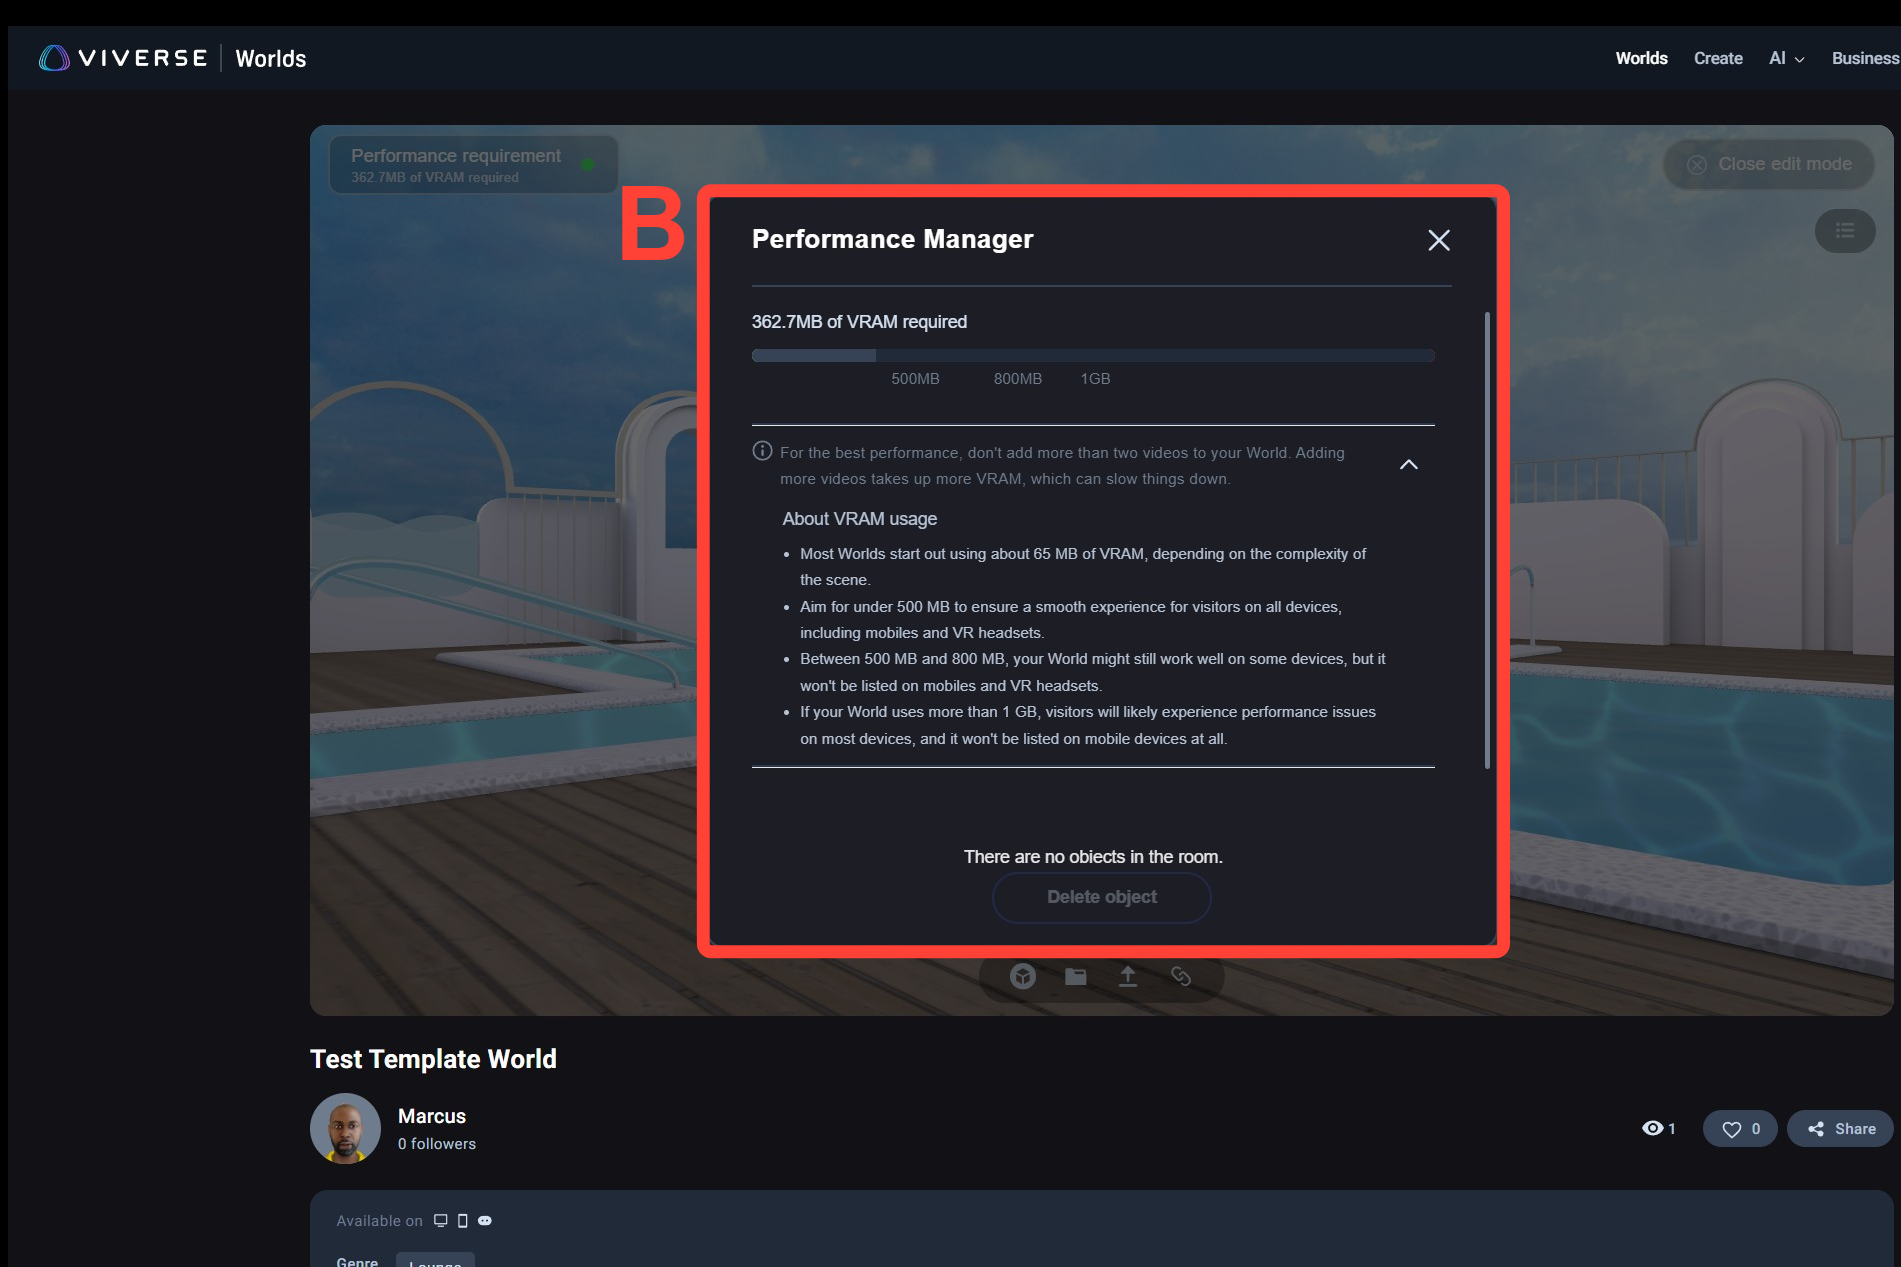 VIVERSE Worlds
Worlds Create AI Business
Performance requirement
362.7MB of VRAM required
Close edit mode
B
Performance Manager
362.7MB of VRAM required
500MB 800MB 1GB
For the best performance, don't add more than two videos to your World. Adding
more videos takes up more VRAM, which can slow things down.
About VRAM usage
• Most Worlds start out using about 65 MB of VRAM, depending on the complexity of
the scene.
• Aim for under 500 MB to ensure a smooth experience for visitors on all devices,
including mobiles and VR headsets.
• Between 500 MB and 800 MB, your World might still work well on some devices, but it
won't be listed on mobiles and VR headsets.
• If your World uses more than 1 GB, visitors will likely experience performance issues
on most devices, and it won't be listed on mobile devices at all.
There are no objects in the room.
Delete object
Test Template World
Marcus
0 followers
1 0 Share
Available on
Genre Lounge